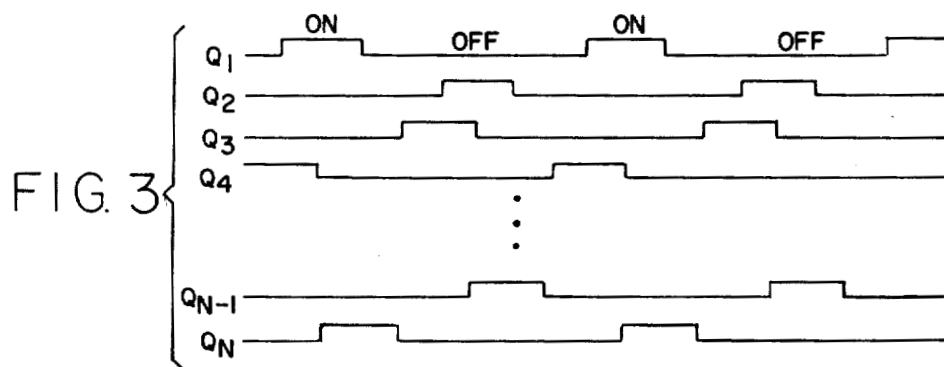 ON OFF ON OFF
Q1
Q2
Q3
FIG. 3
Q4
QN-1
QN